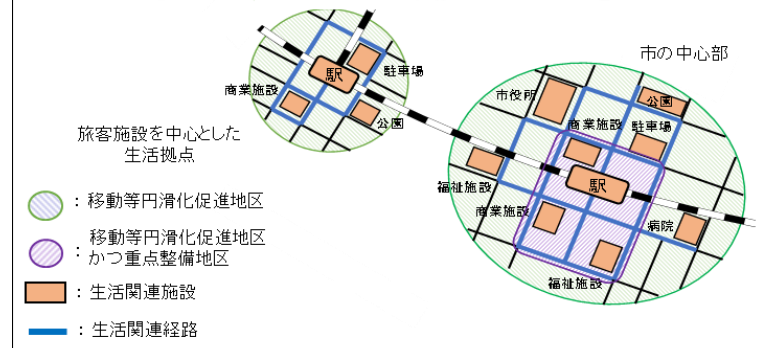 市の中心部
駅
駐車場
商業施設
公園
旅客施設を中心とした
生活拠点
市役所
公園
商業施設
駐車場
福祉施設
駅
商業施設
病院
福祉施設
：移動等円滑化促進地区
：移動等円滑化促進地区
かつ重点整備地区
：生活関連施設
：生活関連経路